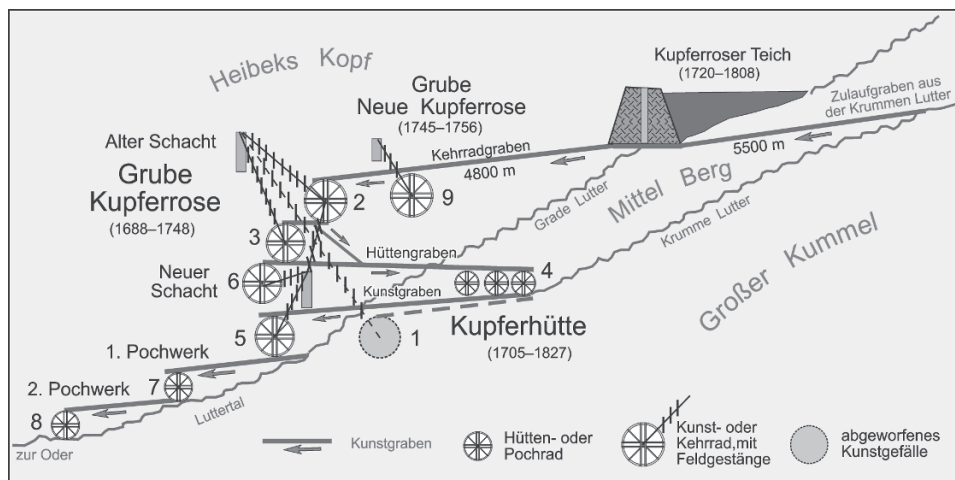 Heibeks Kopf
Kupferroser Teich
(1720–1808)
Zulaufgraben aus
der Krummen Lutter
5500 m
Grube
Neue Kupferrose
(1745–1756)
Alter Schacht
Kehrradgraben
4800 m
Grube
Kupferrose
(1688–1748)
2
9
Grade Lutter
Mittel Berg
Krumme Lutter
Großer Kummel
3
Hüttengraben
4
6
Neuer
Schacht
Kunstgraben
5
1
Kupferhütte
(1705–1827)
1. Pochwerk
7
2. Pochwerk
8
Luttertal
zur Oder
Kunstgraben
Hütten- oder
Pochrad
Kunst- oder
Kehrrad,mit
Feldgestänge
abgeworfenes
Kunstgefälle